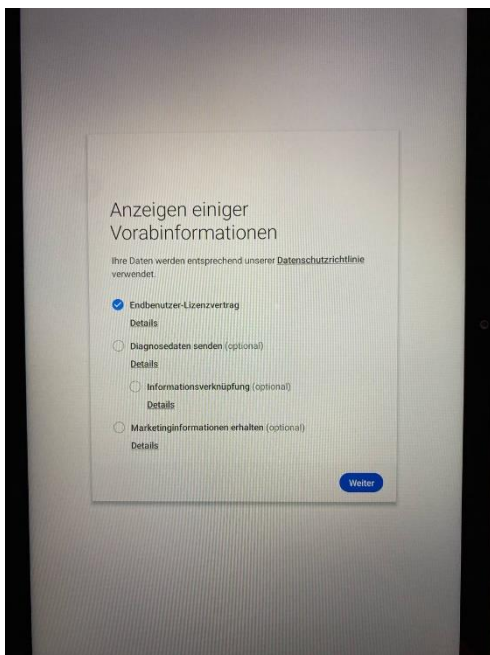 Anzeigen einiger
Vorabinformationen
Ihre Daten werden entsprechend unserer Datenschutzrichtlinie
verwendet.
Endbenutzer-Lizenzvertrag
Details
Diagnosedaten senden (optional)
Details
Informationsverknüpfung (optional)
Details
Marketinginformationen erhalten (optional)
Details
Weiter